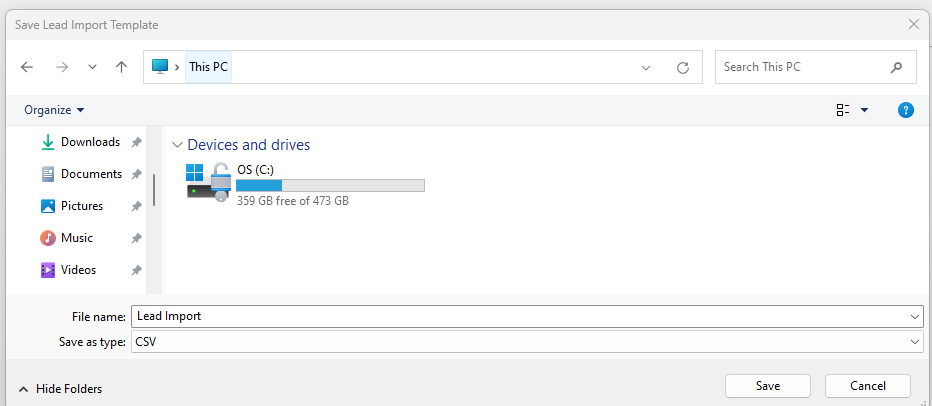 Save Lead Import Template
This PC
Search This PC
Organize
Downloads
Documents
Pictures
Music
Videos
Devices and drives
OS (C:)
359 GB free of 473 GB
File name: Lead Import
Save as type: CSV
Hide Folders
Save
Cancel